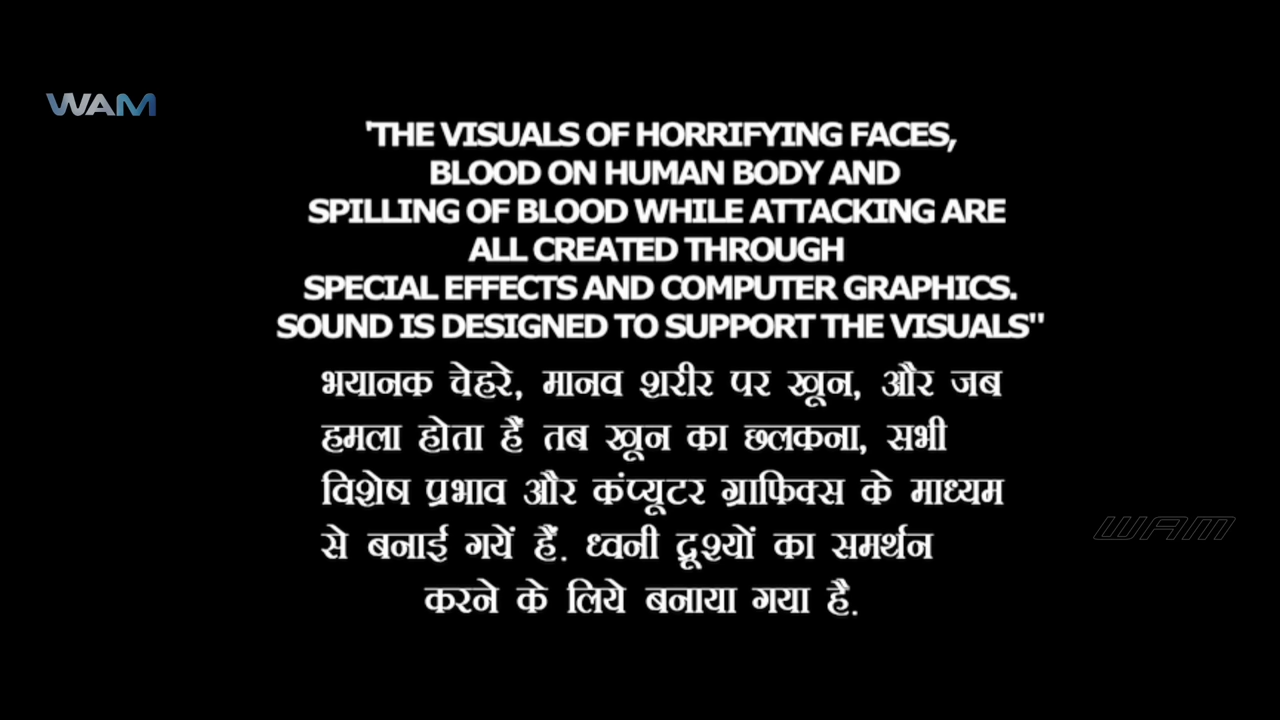 WAM
'THE VISUALS OF HORRIFYING FACES,
BLOOD ON HUMAN BODY AND
SPILLING OF BLOOD WHILE ATTACKING ARE
ALL CREATED THROUGH
SPECIAL EFFECTS AND COMPUTER GRAPHICS.
SOUND IS DESIGNED TO SUPPORT THE VISUALS"
भयानक चेहरे, मानव शरीर पर खून, और जब
हमला होता हैं तब खून का छलकना, सभी
विशेष प्रभाव और कंप्यूटर ग्राफिक्स के माध्यम
से बनाई गयें हैं. ध्वनी द्रूश्यों का समर्थन
करने के लिये बनाया गया है.
WAM